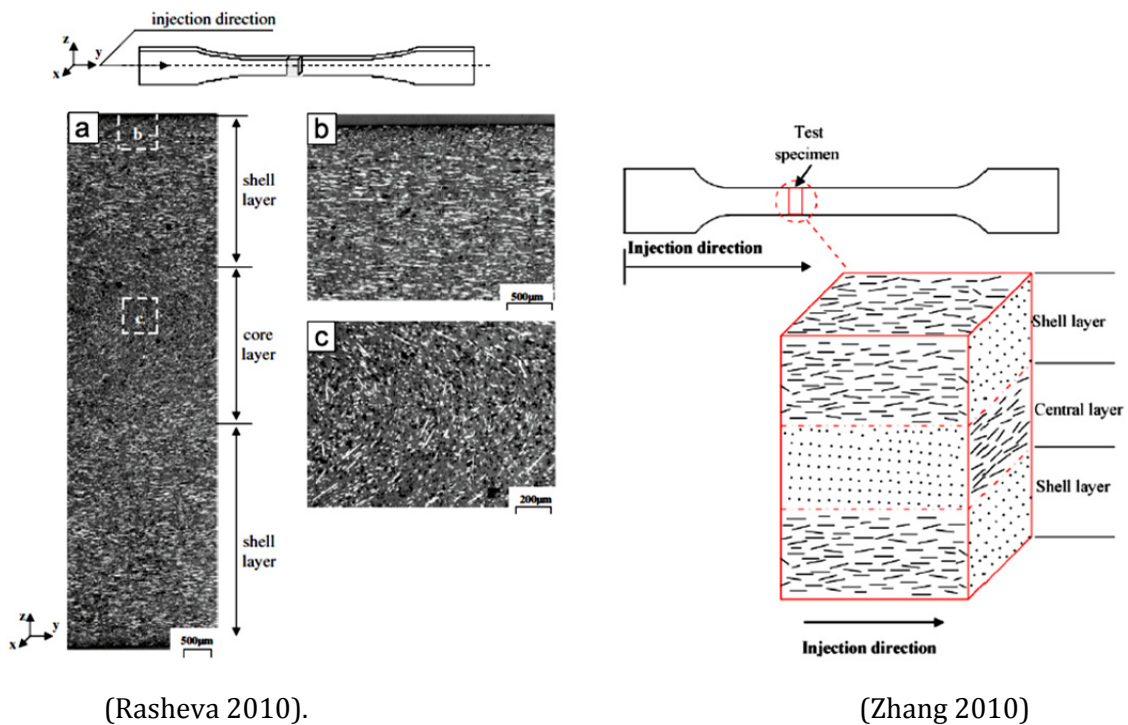 injection direction
z
y
x
a
b
shell
layer
c
core
layer
shell
layer
z
y
x
500μm
b
500μm
c
200μm
Test
specimen
Injection direction
Shell layer
Central layer
Shell layer
Injection direction
(Rasheva 2010).
(Zhang 2010)